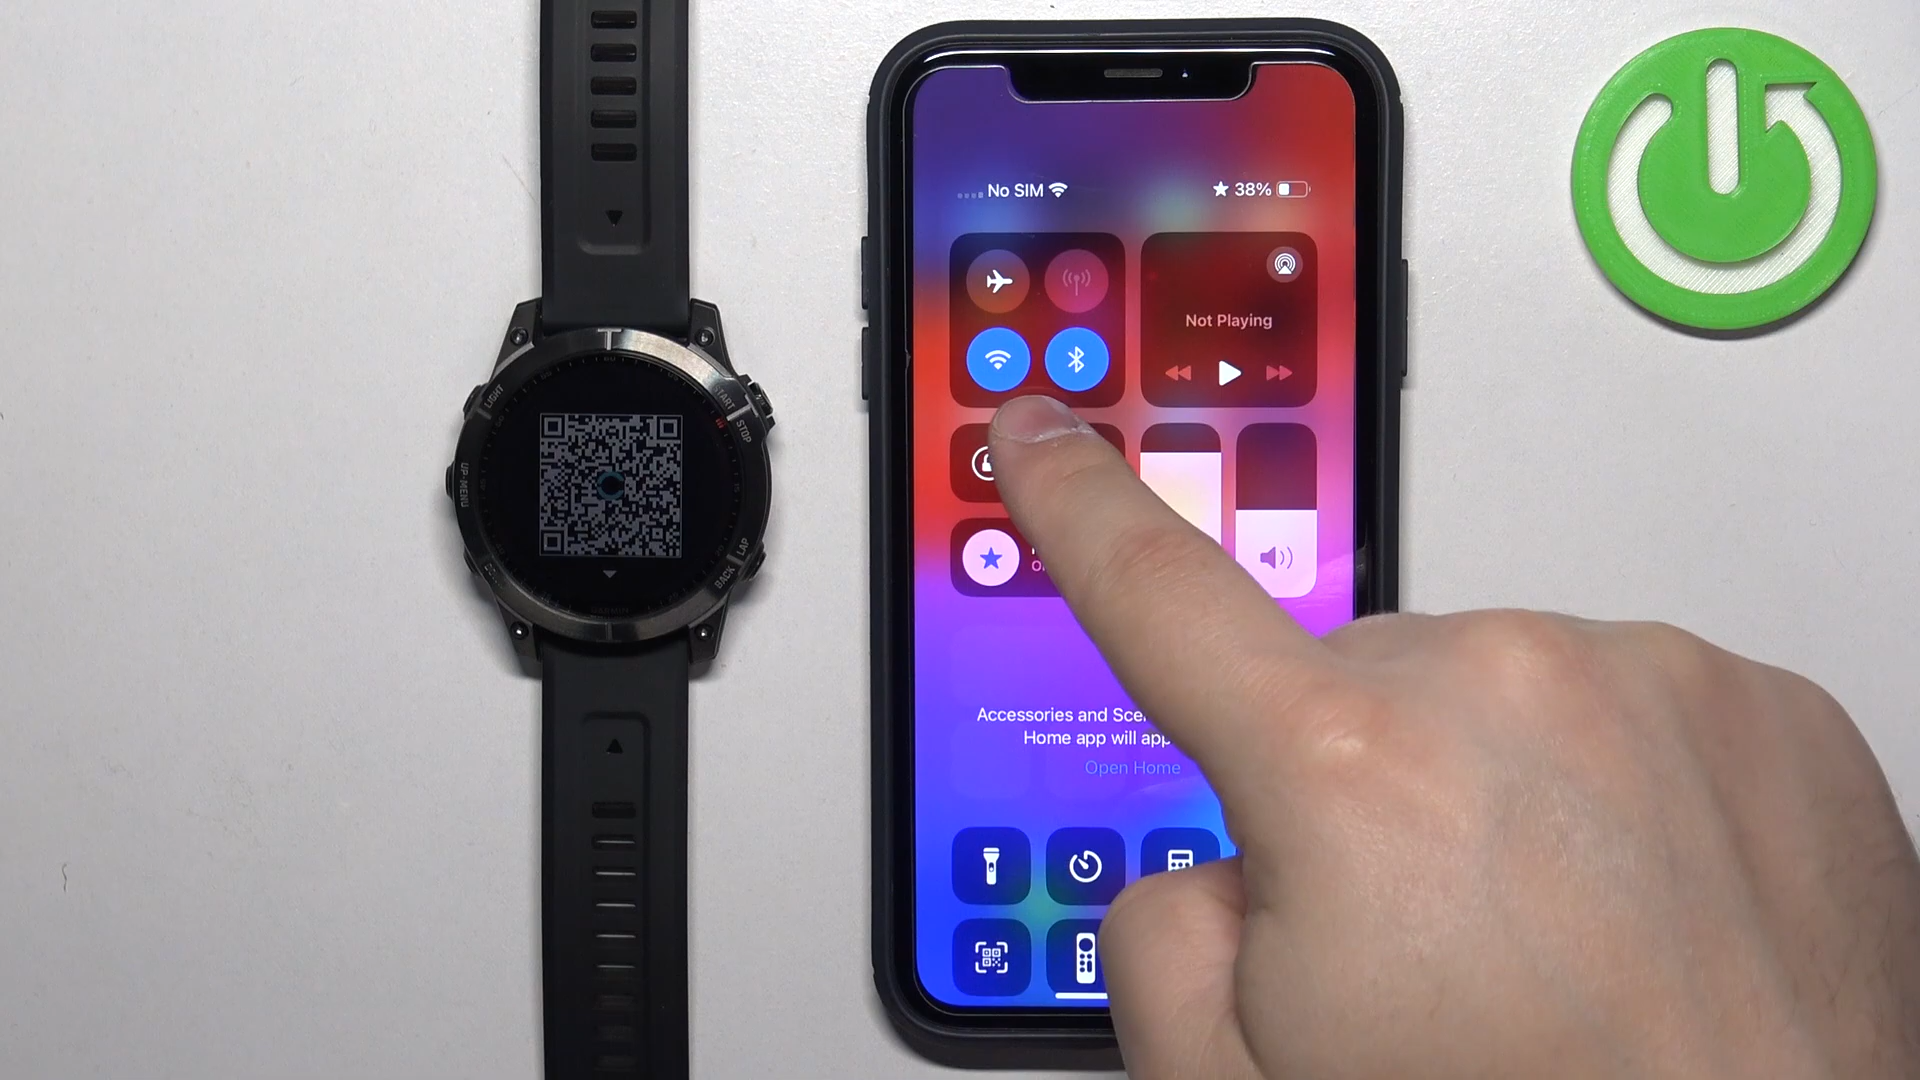 No SIM
38%
Not Playing
Accessories and Sce
Home app will app
Open Home
LIGHT
START
STOP
UP·MENU
LAP
BACK
GARMIN